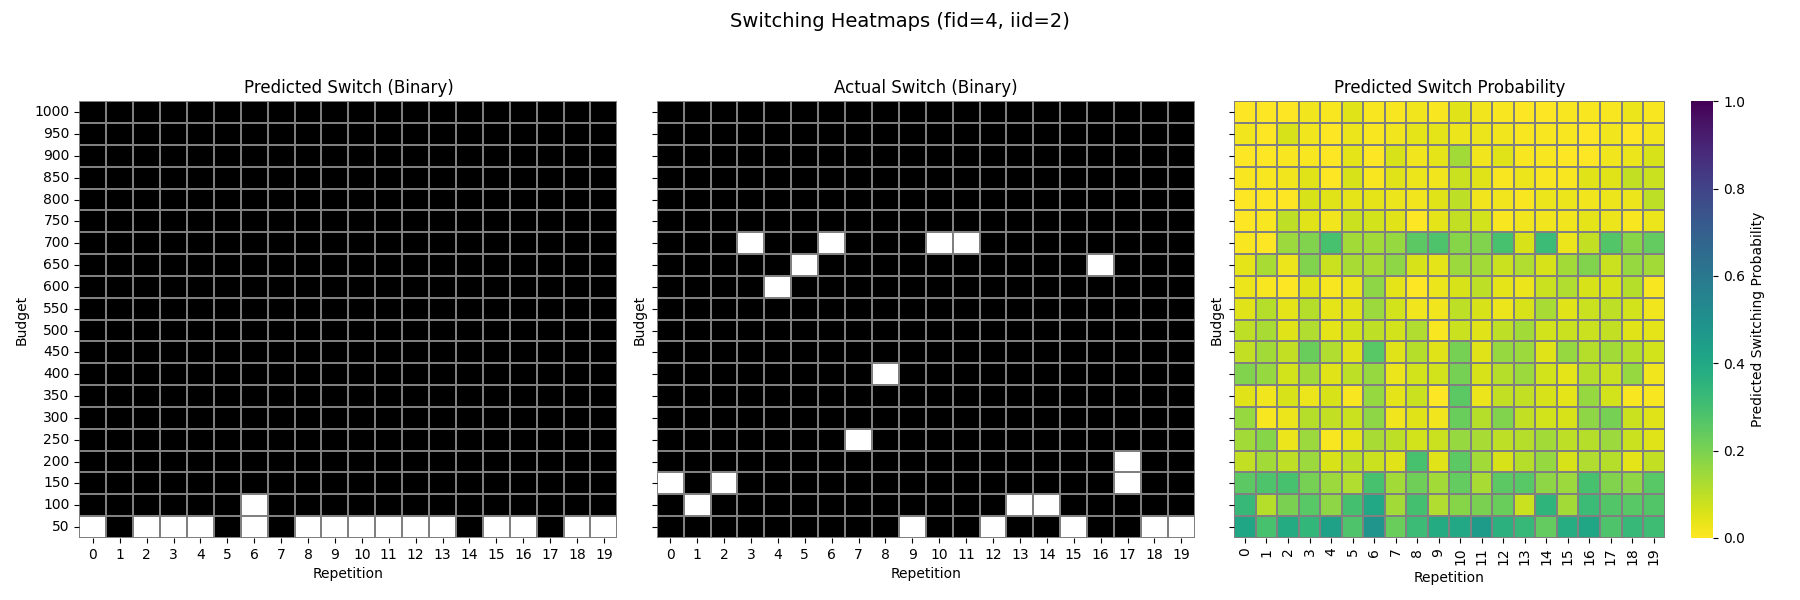 Switching Heatmaps (fid=4, iid=2)
Predicted Switch (Binary)
Budget
1000
950
900
850
800
750
700
650
600
550
500
450
400
350
300
250
200
150
100
50
0 1 2 3 4 5 6 7 8 9 10 11 12 13 14 15 16 17 18 19
Repetition
Actual Switch (Binary)
Budget
0 1 2 3 4 5 6 7 8 9 10 11 12 13 14 15 16 17 18 19
Repetition
Predicted Switch Probability
Budget
0 1 2 3 4 5 6 7 8 9 10 11 12 13 14 15 16 17 18 19
Repetition
1.0
0.8
0.6
0.4
0.2
0.0
Predicted Switching Probability